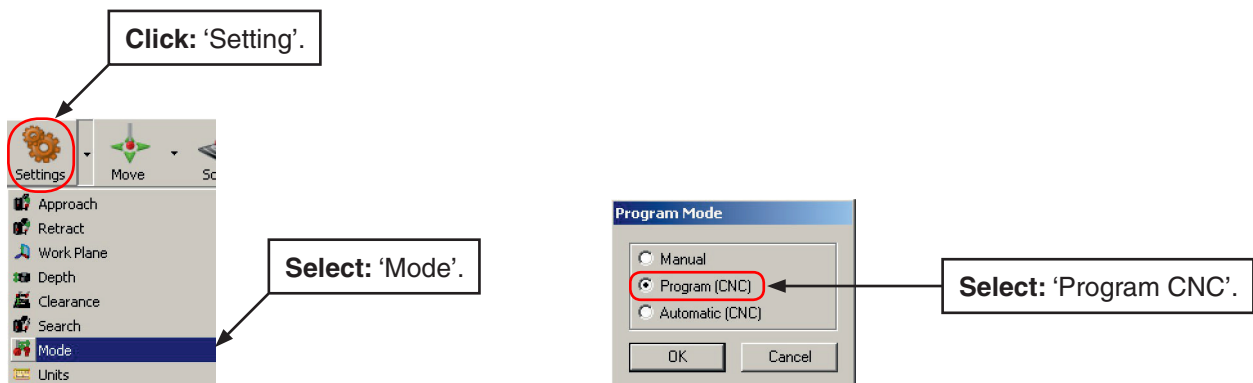 Click: ‘Setting’.
Settings
Move
Approach
Retract
Work Plane
Depth
Clearance
Search
Mode
Units
Select: ‘Mode’.
Program Mode
Manual
Program (CNC)
Automatic (CNC)
OK Cancel
Select: ‘Program CNC’.